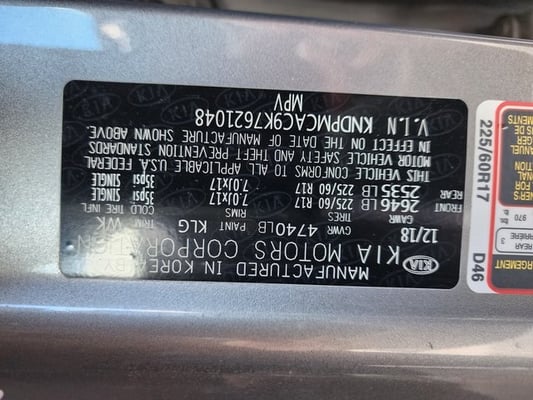 KIA
MANUFACTURED IN KOREA
KIA MOTORS CORPORATION
12/18 GVWR 4740LB PAINT KLG TRIM WK
GAWR TIRES RIMS COLD TIRE INFL
FRONT 2646 LB 225/60 R17 7.0Jx17 35psi SINGLE
REAR 2535 LB 225/60 R17 7.0Jx17 35psi SINGLE
THIS VEHICLE CONFORMS TO ALL APPLICABLE U.S.A. FEDERAL
MOTOR VEHICLE SAFETY AND THEFT PREVENTION STANDARDS
IN EFFECT ON THE DATE OF MANUFACTURE SHOWN ABOVE.
V.I.N KNDPMCAC9K7621048
MPV
225/60R17
D46
970
REAR
3